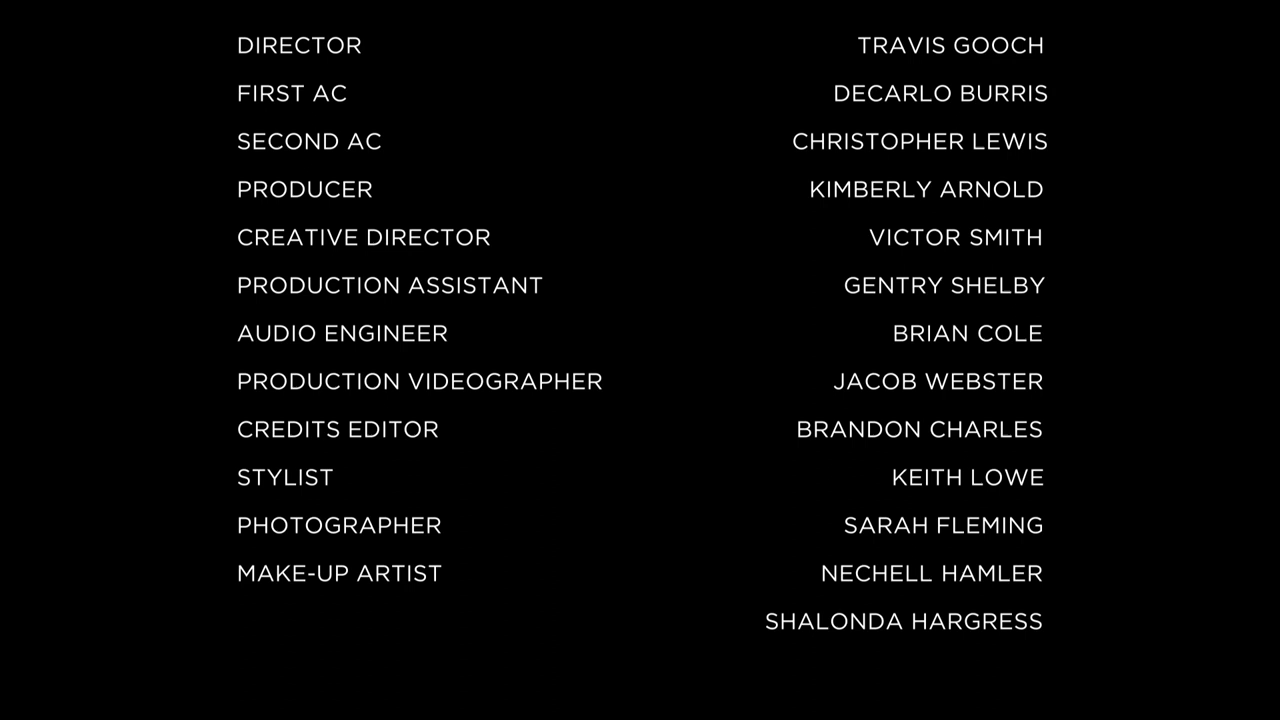 DIRECTOR TRAVIS GOOCH
FIRST AC DECARLO BURRIS
SECOND AC CHRISTOPHER LEWIS
PRODUCER KIMBERLY ARNOLD
CREATIVE DIRECTOR VICTOR SMITH
PRODUCTION ASSISTANT GENTRY SHELBY
AUDIO ENGINEER BRIAN COLE
PRODUCTION VIDEOGRAPHER JACOB WEBSTER
CREDITS EDITOR BRANDON CHARLES
STYLIST KEITH LOWE
PHOTOGRAPHER SARAH FLEMING
MAKE-UP ARTIST NECHELL HAMLER
SHALONDA HARGRESS